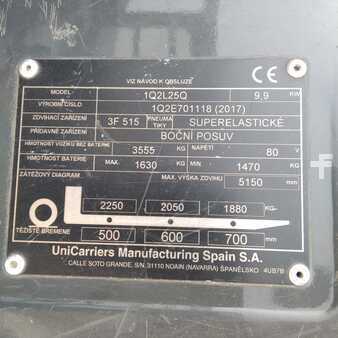 VIZ NÁVOD K OBSLUZE
MODEL 1Q2L25Q 9,9 KW
VÝROBNÍ ČÍSLO 1Q2E701118 (2017)
ZDVIHACÍ ZAŘÍZENÍ 3F 515 PNEUMATIKY SUPERELASTICKÉ
PŘÍDAVNÉ ZAŘÍZENÍ BOČNÍ POSUV
HMOTNOST VOZÍKU BEZ BATERIE 3555 KG- NAPĚTÍ 80 V
HMOTNOST BATERIE MAX. 1630 KG- MIN. 1470 KG-
ZÁTĚŽOVÝ DIAGRAM MAX. VÝŠKA ZDVIHU 5150 mm
2250 2050 1880 KG-
TĚŽIŠTĚ BŘEMENE 500 600 700 mm
UniCarriers Manufacturing Spain S.A.
CALLE SOTO GRANDE, S/N, 31110 NOAIN (NAVARRA) ŠPANĚLSKO 4UB7B